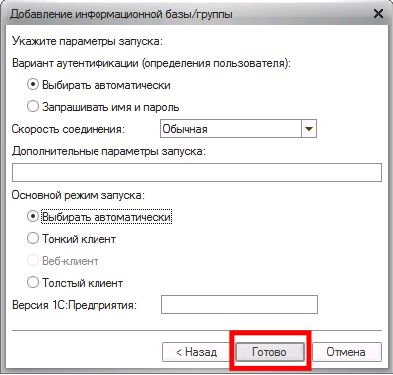 Добавление информационной базы/группы
Укажите параметры запуска:
Вариант аутентификации (определения пользователя):
Выбирать автоматически
Запрашивать имя и пароль
Скорость соединения: Обычная
Дополнительные параметры запуска:
Основной режим запуска:
Выбирать автоматически
Тонкий клиент
Веб-клиент
Толстый клиент
Версия 1С:Предприятия:
< Назад Готово Отмена